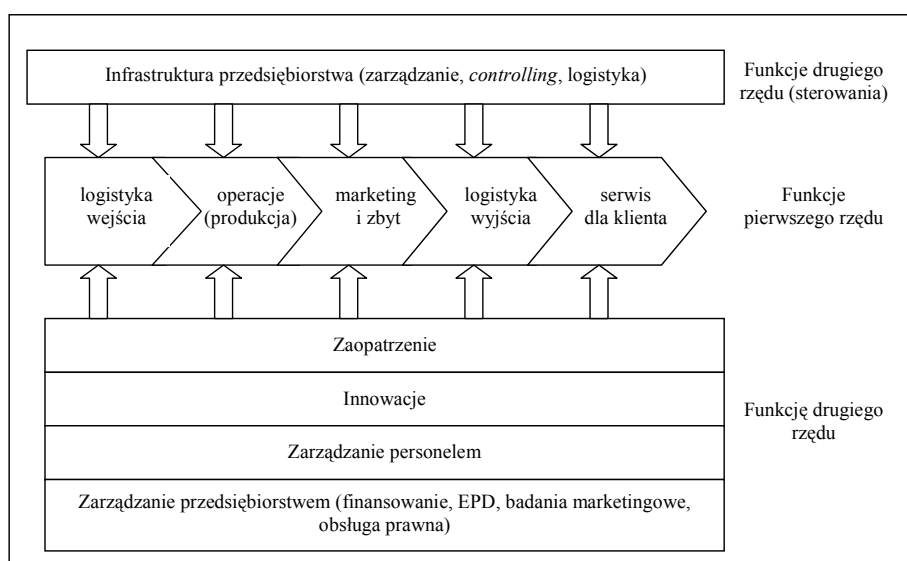 Infrastruktura przedsiębiorstwa (zarządzanie, controlling, logistyka)
Funkcje drugiego
rzędu (sterowania)
logistyka
wejścia
operacje
(produkcja)
marketing
i zbyt
logistyka
wyjścia
serwis
dla klienta
Funkcje
pierwszego rzędu
Zaopatrzenie
Innowacje
Zarządzanie personelem
Zarządzanie przedsiębiorstwem (finansowanie, EPD, badania marketingowe,
obsługa prawna)
Funkcję drugiego
rzędu